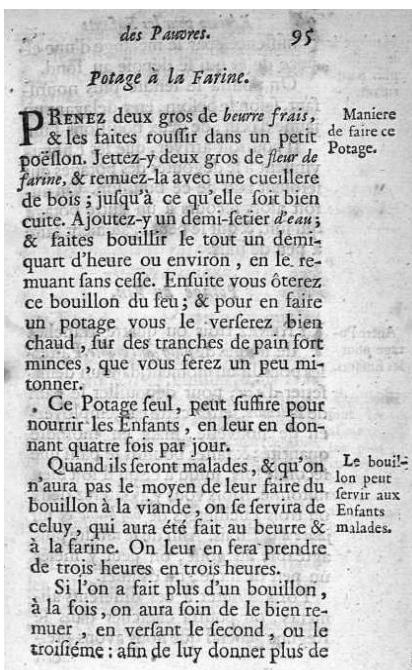 des Pauvres. 95
Potage à la Farine.
PRENEZ deux gros de beurre frais,
& les faites rouſſir dans un petit
poëſlon. Jettez-y deux gros de fleur de
farine, & remuez-la avec une cueillere
de bois ; juſqu'à ce qu'elle ſoit bien
cuite. Ajoutez-y un demi-ſetier d'eau ;
& faites bouillir le tout un demi-
quart d'heure ou environ, en le re-
muant ſans ceſſe. Enſuite vous ôterez
ce bouillon du feu ; & pour en faire
un potage vous le verſerez bien
chaud, ſur des tranches de pain fort
minces, que vous ferez un peu mi-
tonner.
Maniere
de faire ce
Potage.
Ce Potage ſeul, peut ſuffire pour
nourrir les Enfants, en leur en don-
nant quatre fois par jour.
Quand ils ſeront malades, & qu'on
n'aura pas le moyen de leur faire du
bouillon à la viande, on ſe ſervira de
celuy, qui aura été fait au beurre &
à la farine. On leur en fera prendre
de trois heures en trois heures.
Le bouil-
lon peut
ſervir aux
Enfants
malades.
Si l'on a fait plus d'un bouillon,
à la fois, on aura ſoin de le bien re-
muer, en verſant le ſecond, ou le
troiſiéme : afin de luy donner plus de